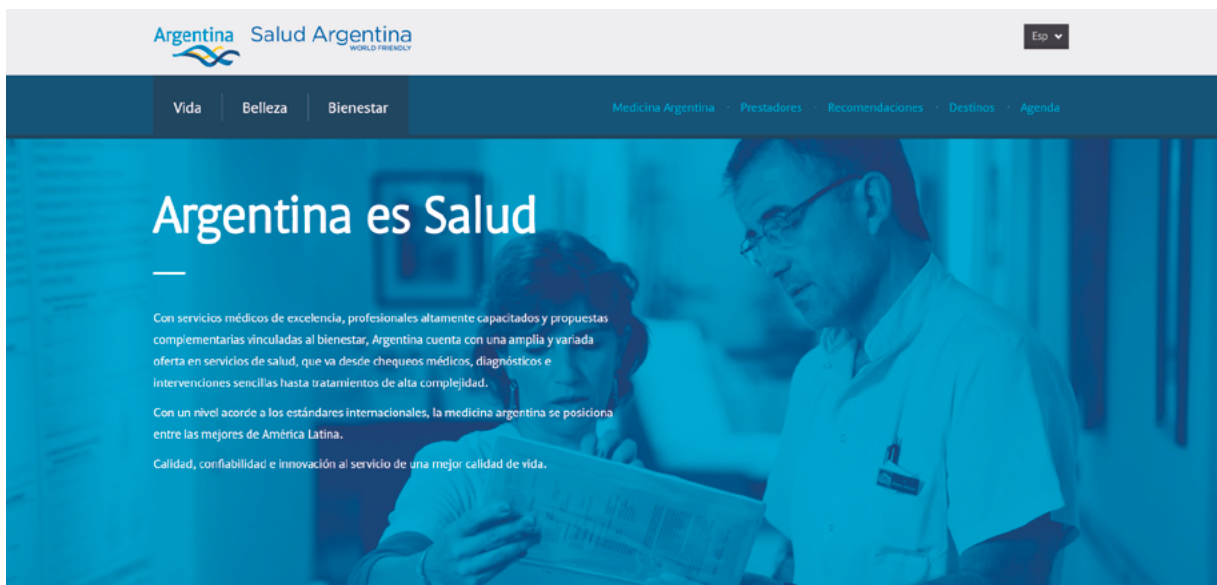 Argentina
Salud Argentina
WORLD FRIENDLY
Esp
Vida
Belleza
Bienestar
Medicina Argentina · Prestadores · Recomendaciones · Destinos · Agenda
Argentina es Salud
Con servicios médicos de excelencia, profesionales altamente capacitados y propuestas
complementarias vinculadas al bienestar, Argentina cuenta con una amplia y variada
oferta en servicios de salud, que va desde chequeos médicos, diagnósticos e
intervenciones sencillas hasta tratamientos de alta complejidad.
Con un nivel acorde a los estándares internacionales, la medicina argentina se posiciona
entre las mejores de América Latina.
Calidad, confiabilidad e innovación al servicio de una mejor calidad de vida.